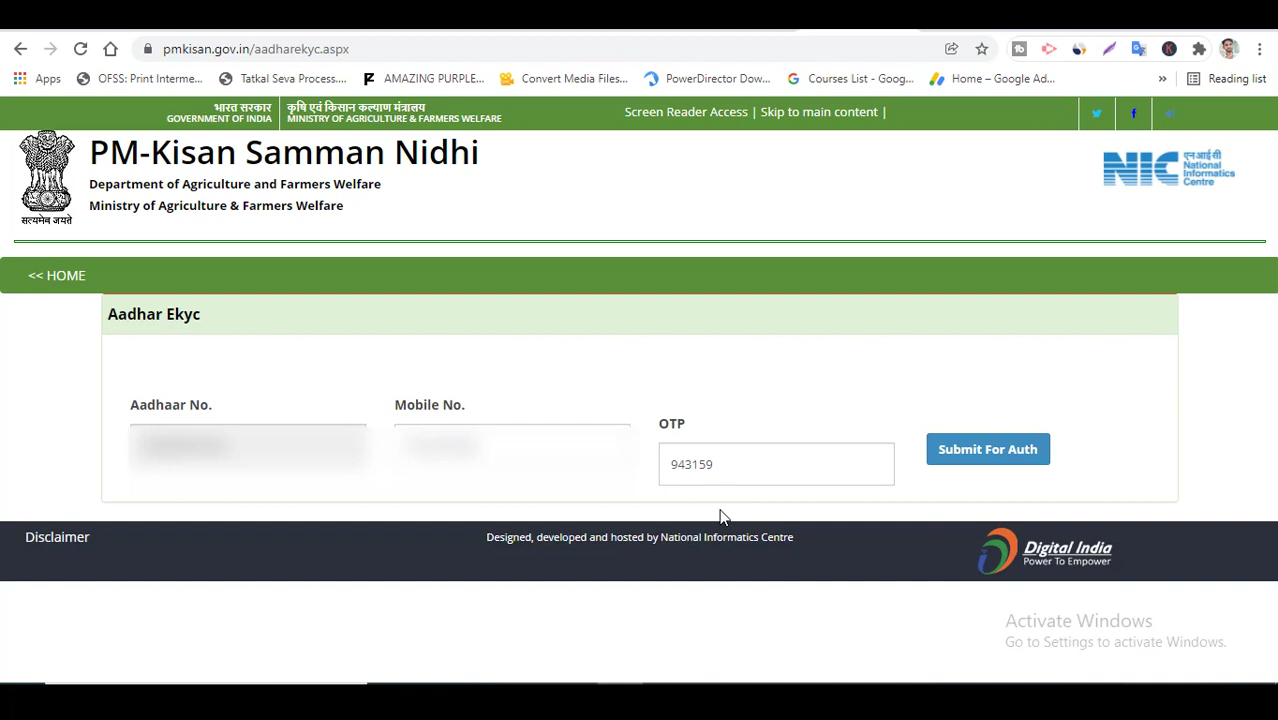 pmkisan.gov.in/aadharekyc.aspx
Apps OFSS: Print Interme... Tatkal Seva Process.... AMAZING PURPLE... Convert Media Files... PowerDirector Dow... Courses List - Goog... Home – Google Ad... » Reading list
भारत सरकार
GOVERNMENT OF INDIA
कृषि एवं किसान कल्याण मंत्रालय
MINISTRY OF AGRICULTURE & FARMERS WELFARE
Screen Reader Access | Skip to main content |
PM-Kisan Samman Nidhi
Department of Agriculture and Farmers Welfare
Ministry of Agriculture & Farmers Welfare
सत्यमेव जयते
NIC
एन आई सी
National
Informatics
Centre
<< HOME
Aadhar Ekyc
Aadhaar No.
Mobile No.
OTP
943159
Submit For Auth
Disclaimer
Designed, developed and hosted by National Informatics Centre
Digital India
Power To Empower
Activate Windows
Go to Settings to activate Windows.